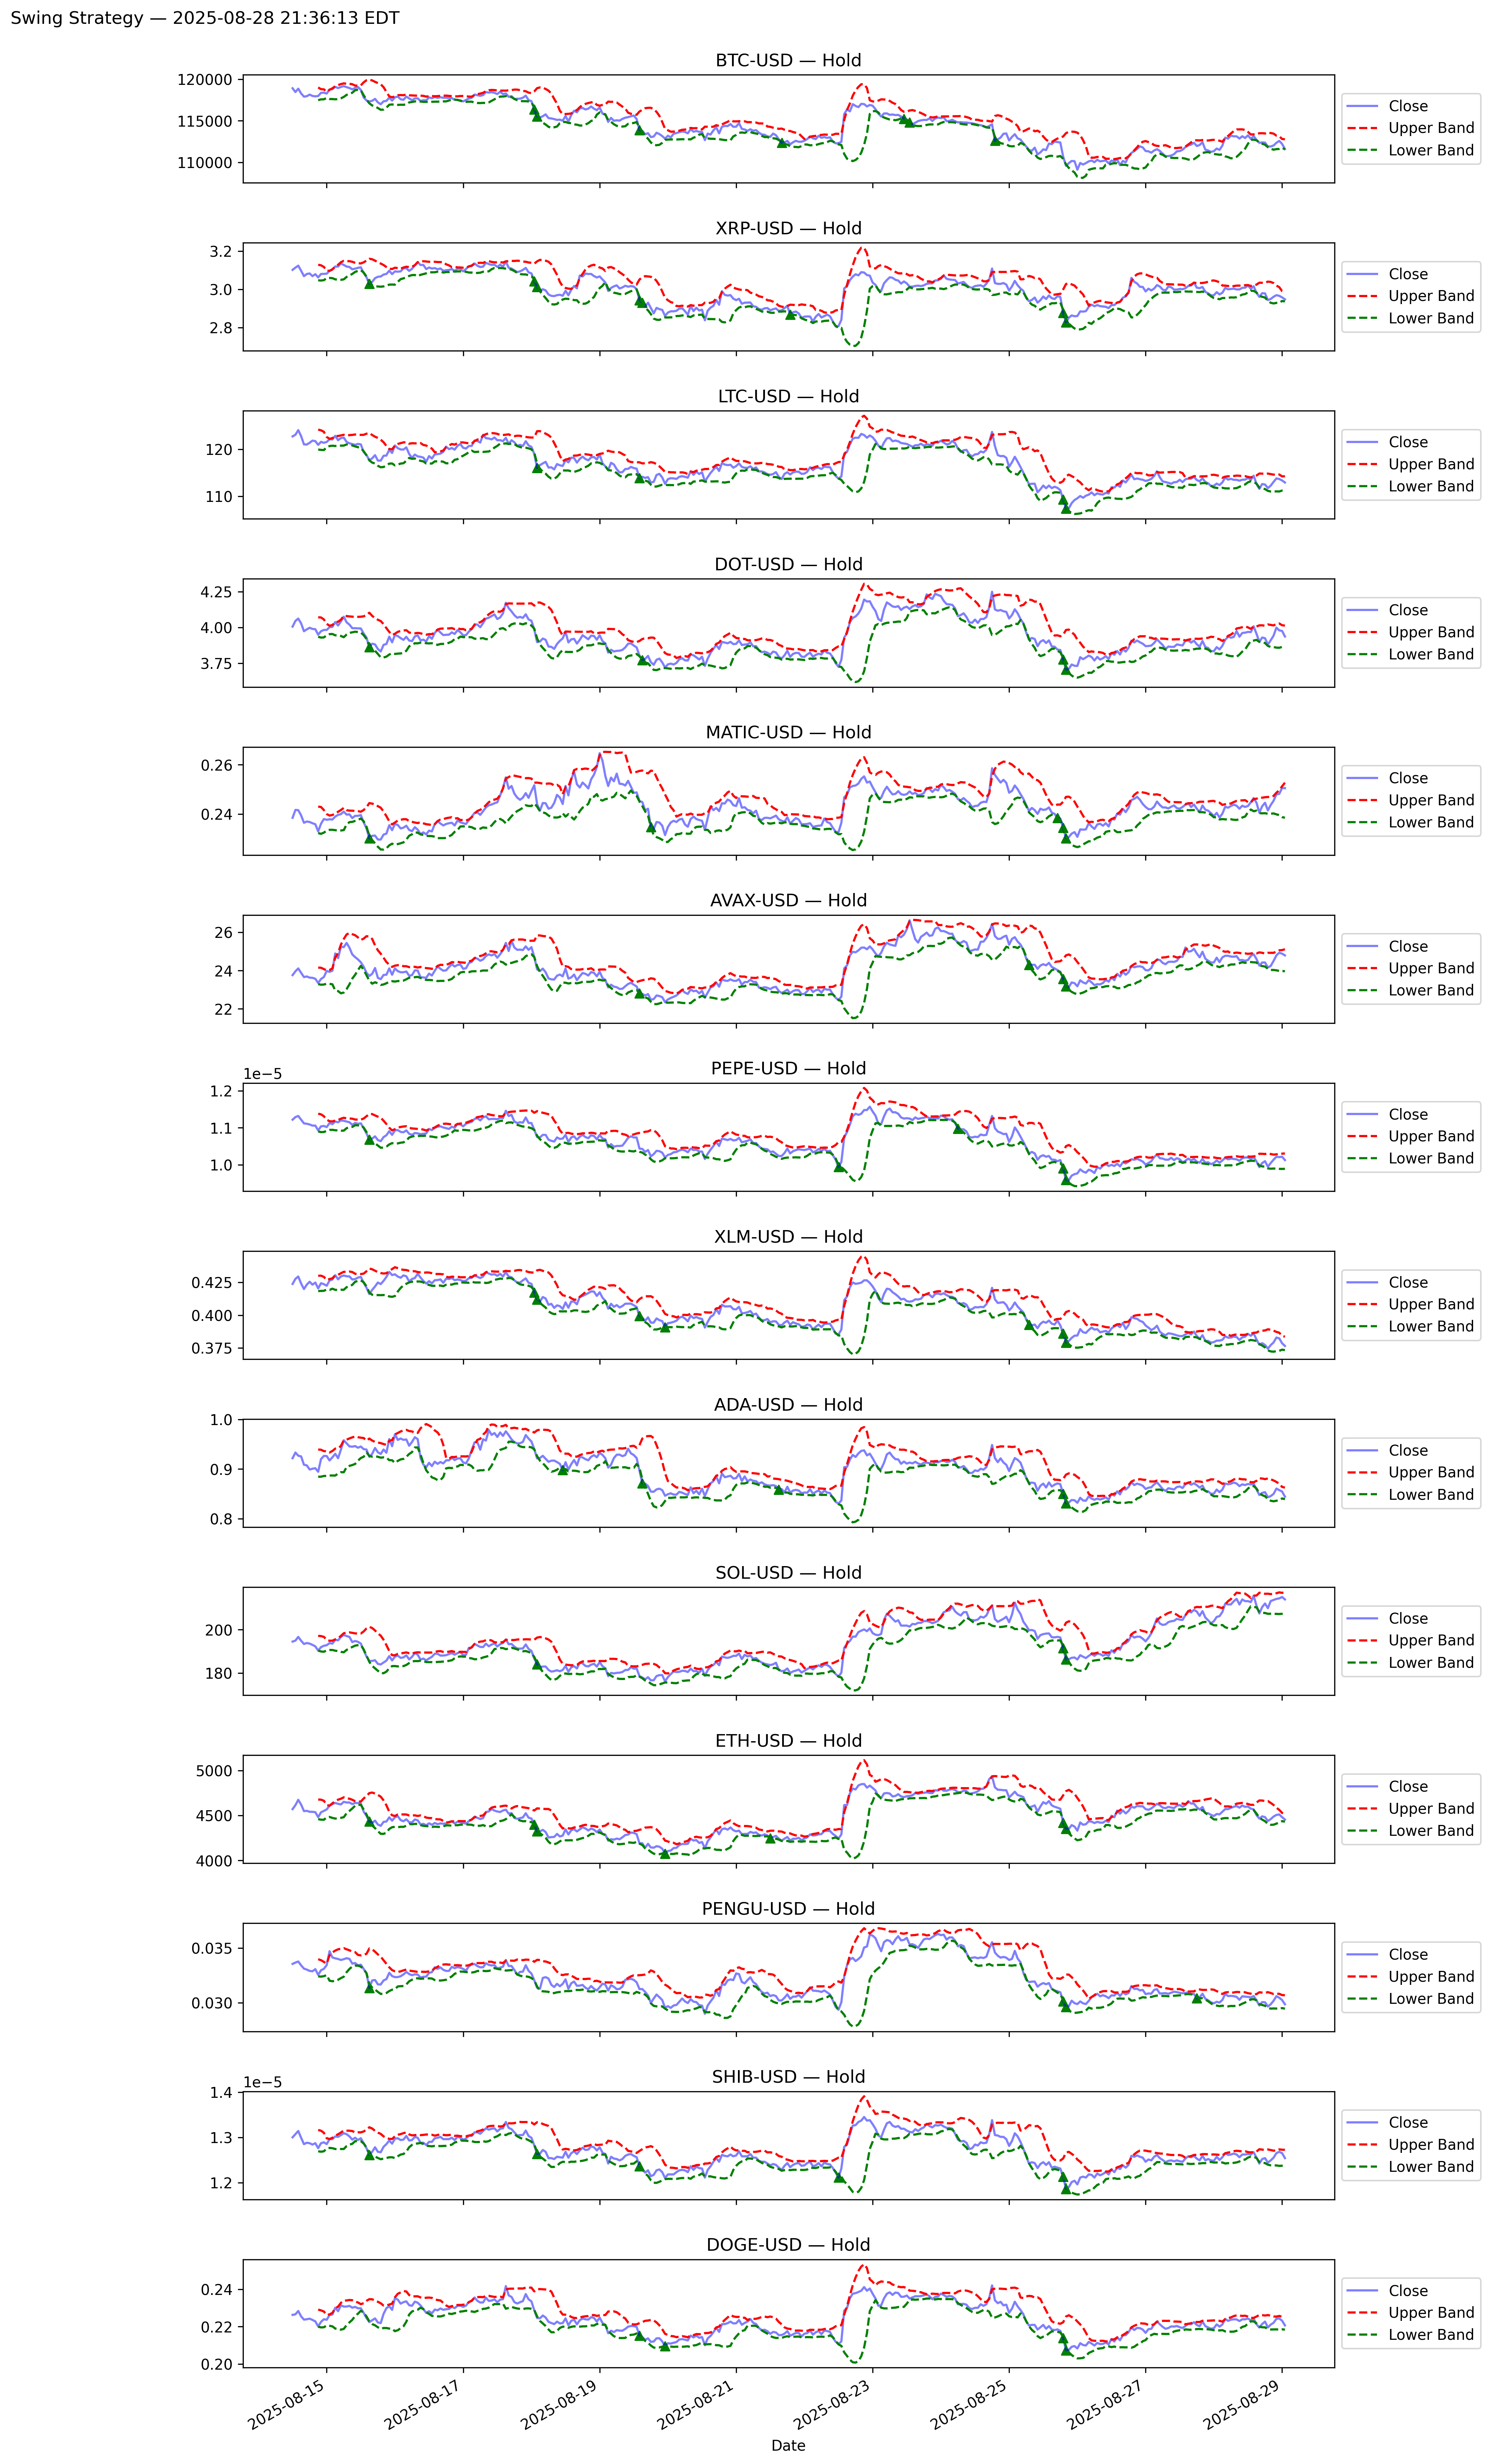 Swing Strategy — 2025-08-28 21:36:13 EDT
BTC-USD — Hold
120000
115000
110000
Close
Upper Band
Lower Band
XRP-USD — Hold
3.2
3.0
2.8
Close
Upper Band
Lower Band
LTC-USD — Hold
120
110
Close
Upper Band
Lower Band
DOT-USD — Hold
4.25
4.00
3.75
Close
Upper Band
Lower Band
MATIC-USD — Hold
0.26
0.24
Close
Upper Band
Lower Band
AVAX-USD — Hold
26
24
22
Close
Upper Band
Lower Band
PEPE-USD — Hold
1e−5
1.2
1.1
1.0
Close
Upper Band
Lower Band
XLM-USD — Hold
0.425
0.400
0.375
Close
Upper Band
Lower Band
ADA-USD — Hold
1.0
0.9
0.8
Close
Upper Band
Lower Band
SOL-USD — Hold
200
180
Close
Upper Band
Lower Band
ETH-USD — Hold
5000
4500
4000
Close
Upper Band
Lower Band
PENGU-USD — Hold
0.035
0.030
Close
Upper Band
Lower Band
SHIB-USD — Hold
1e−5
1.4
1.3
1.2
Close
Upper Band
Lower Band
DOGE-USD — Hold
0.24
0.22
0.20
Close
Upper Band
Lower Band
2025-08-15
2025-08-17
2025-08-19
2025-08-21
2025-08-23
2025-08-25
2025-08-27
2025-08-29
Date